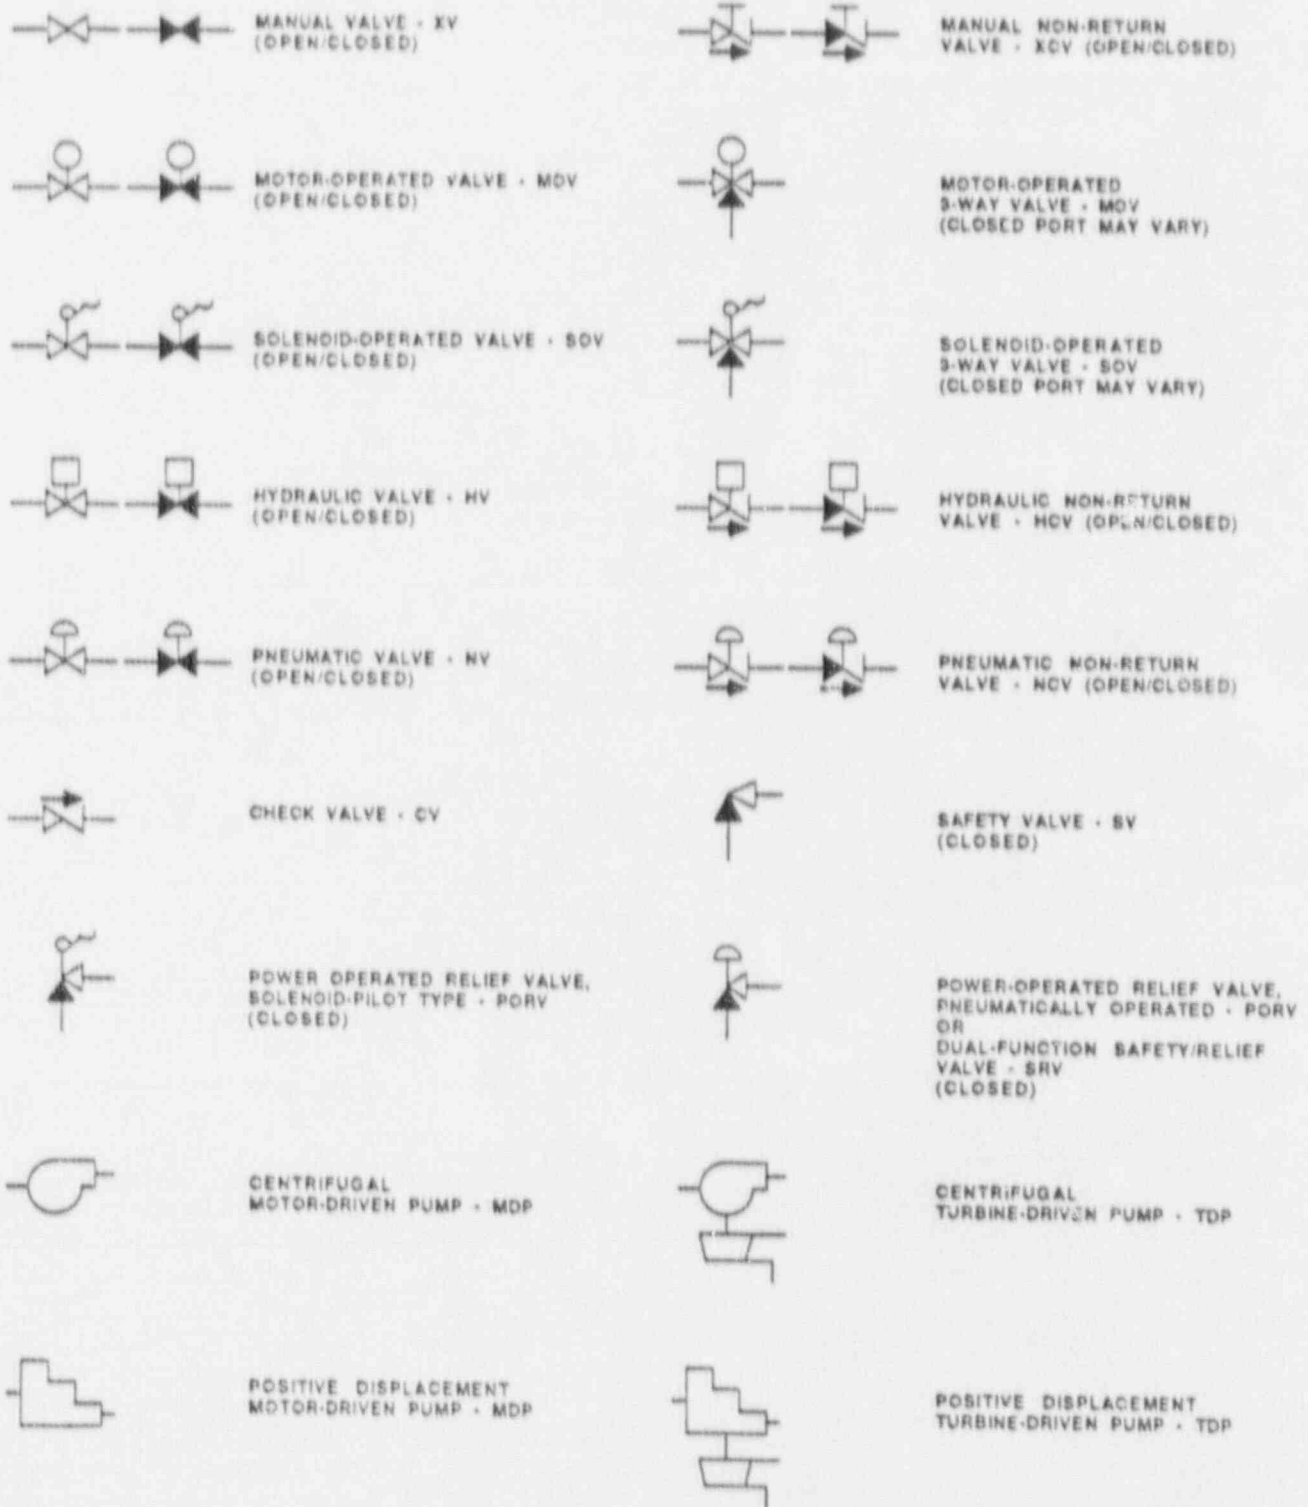 MANUAL VALVE - XV
(OPEN/CLOSED)
MANUAL NON-RETURN
VALVE - XCV (OPEN/CLOSED)
MOTOR-OPERATED VALVE - MOV
(OPEN/CLOSED)
MOTOR-OPERATED
3-WAY VALVE - MOV
(CLOSED PORT MAY VARY)
SOLENOID-OPERATED VALVE - SOV
(OPEN/CLOSED)
SOLENOID-OPERATED
3-WAY VALVE - SOV
(CLOSED PORT MAY VARY)
HYDRAULIC VALVE - HV
(OPEN/CLOSED)
HYDRAULIC NON-RETURN
VALVE - HCV (OPEN/CLOSED)
PNEUMATIC VALVE - NV
(OPEN/CLOSED)
PNEUMATIC NON-RETURN
VALVE - NCV (OPEN/CLOSED)
CHECK VALVE - CV
SAFETY VALVE - SV
(CLOSED)
POWER OPERATED RELIEF VALVE,
SOLENOID-PILOT TYPE - PORV
(CLOSED)
POWER-OPERATED RELIEF VALVE,
PNEUMATICALLY OPERATED - PORV
OR
DUAL-FUNCTION SAFETY/RELIEF
VALVE - SRV
(CLOSED)
CENTRIFUGAL
MOTOR-DRIVEN PUMP - MDP
CENTRIFUGAL
TURBINE-DRIVEN PUMP - TDP
POSITIVE DISPLACEMENT
MOTOR-DRIVEN PUMP - MDP
POSITIVE DISPLACEMENT
TURBINE-DRIVEN PUMP - TDP